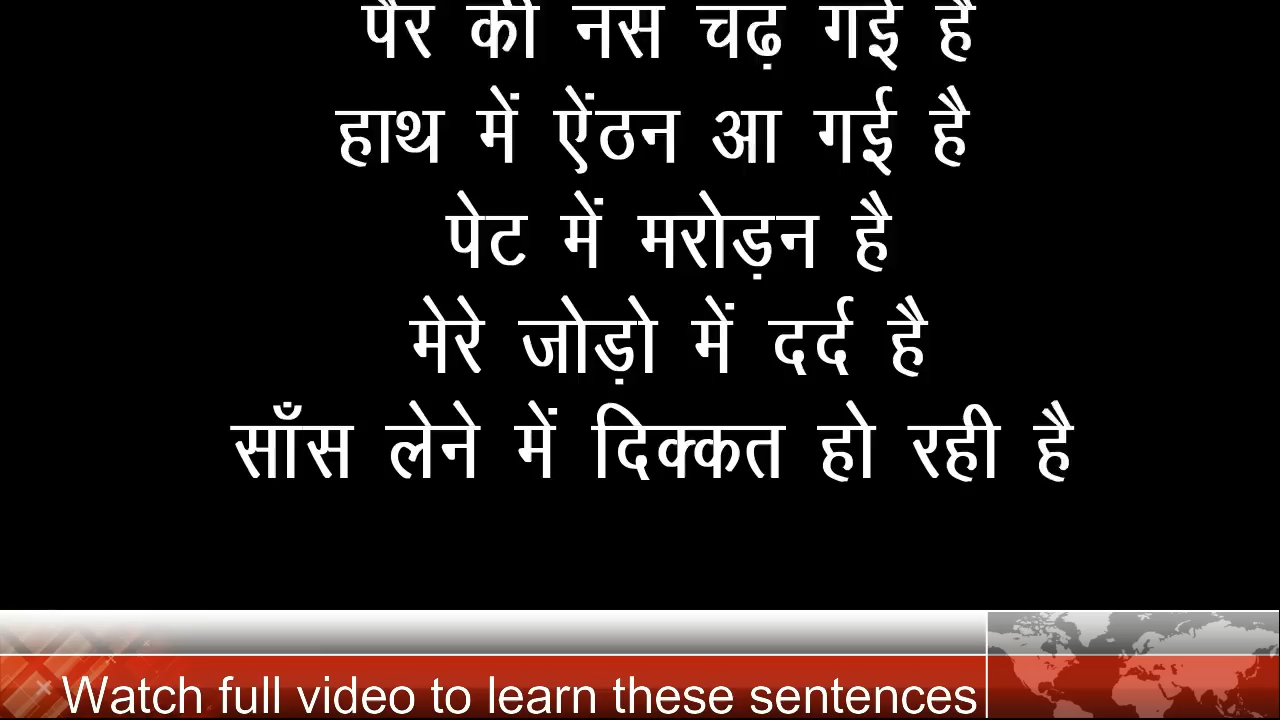 पैर की नस चढ़ गई है
हाथ में ऐंठन आ गई है
पेट में मरोड़न है
मेरे जोड़ो में दर्द है
साँस लेने में दिक्कत हो रही है
Watch full video to learn these sentences